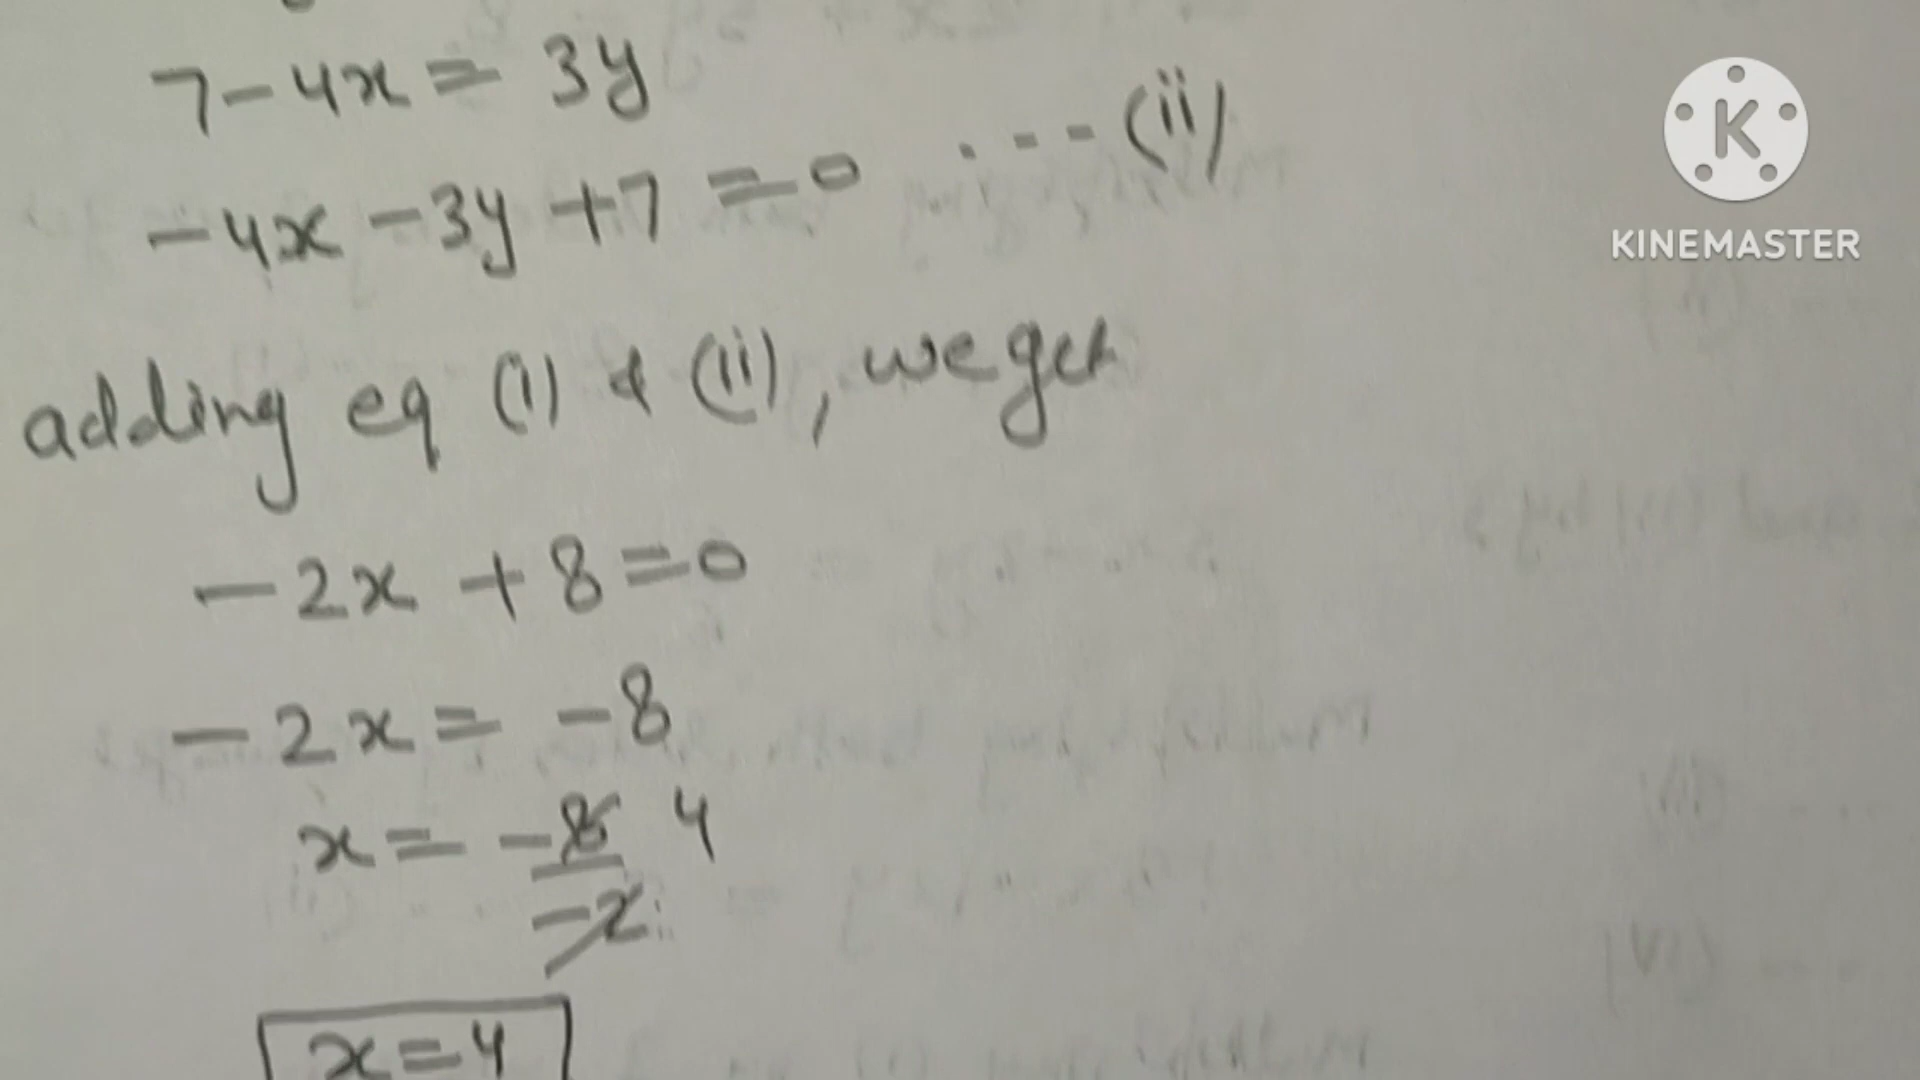 7-4x = 3y
-4x -3y +7 =0 ...-(ii)
KINEMASTER
adding eq (i) & (ii), we get
-2x +8=0
-2x = -8
x = -8 4
-2
x=4